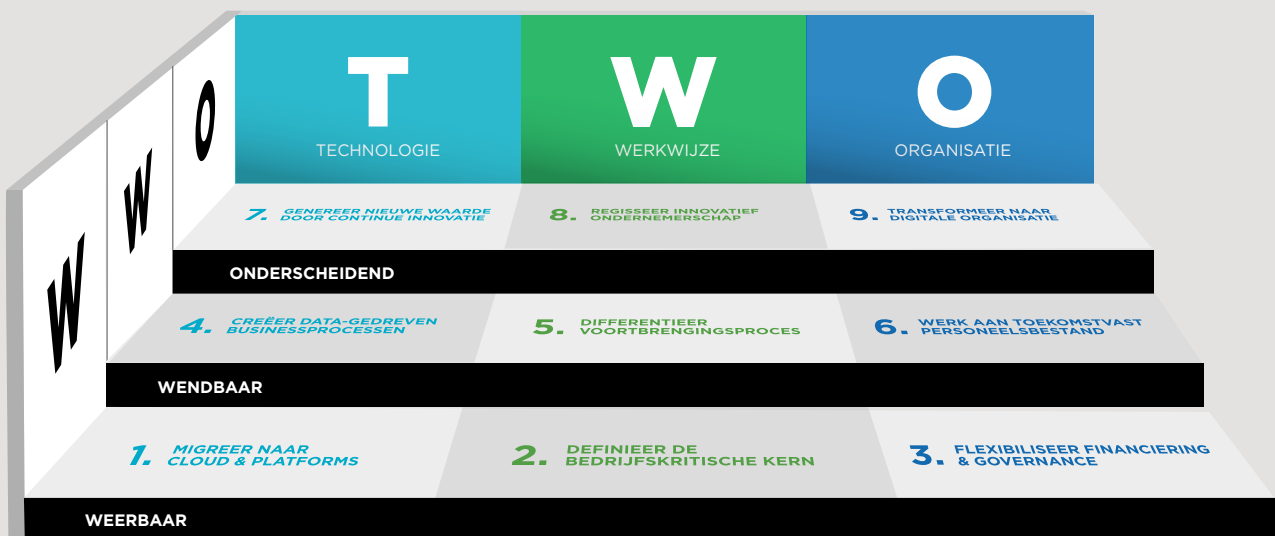 T
W
O
TECHNOLOGIE
WERKWIJZE
ORGANISATIE
O
W
W
7. GENEREER NIEUWE WAARDE
DOOR CONTINUE INNOVATIE
8. REGISSEER INNOVATIEF
ONDERNEMERSCHAP
9. TRANSFORMEER NAAR
DIGITALE ORGANISATIE
ONDERSCHEIDEND
4. CREËER DATA-GEDREVEN
BUSINESSPROCESSEN
5. DIFFERENTIEER
VOORTBRENGINGSPROCES
6. WERK AAN TOEKOMSTVAST
PERSONEELSBESTAND
WENDBAAR
1. MIGREER NAAR
CLOUD & PLATFORMS
2. DEFINIEER DE
BEDRIJFSKRITISCHE KERN
3. FLEXIBILISEER FINANCIERING
& GOVERNANCE
WEERBAAR